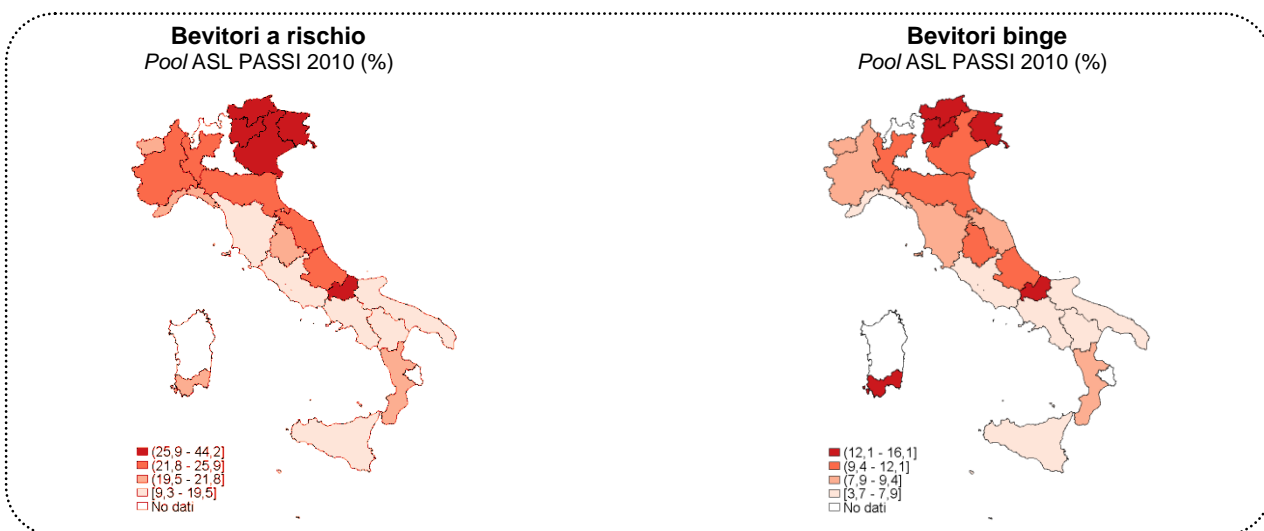 Bevitori a rischio
Pool ASL PASSI 2010 (%)
(25,9 - 44,2]
(21,8 - 25,9]
(19,5 - 21,8]
[9,3 - 19,5]
No dati
Bevitori binge
Pool ASL PASSI 2010 (%)
(12,1 - 16,1]
(9,4 - 12,1]
(7,9 - 9,4]
[3,7 - 7,9]
No dati